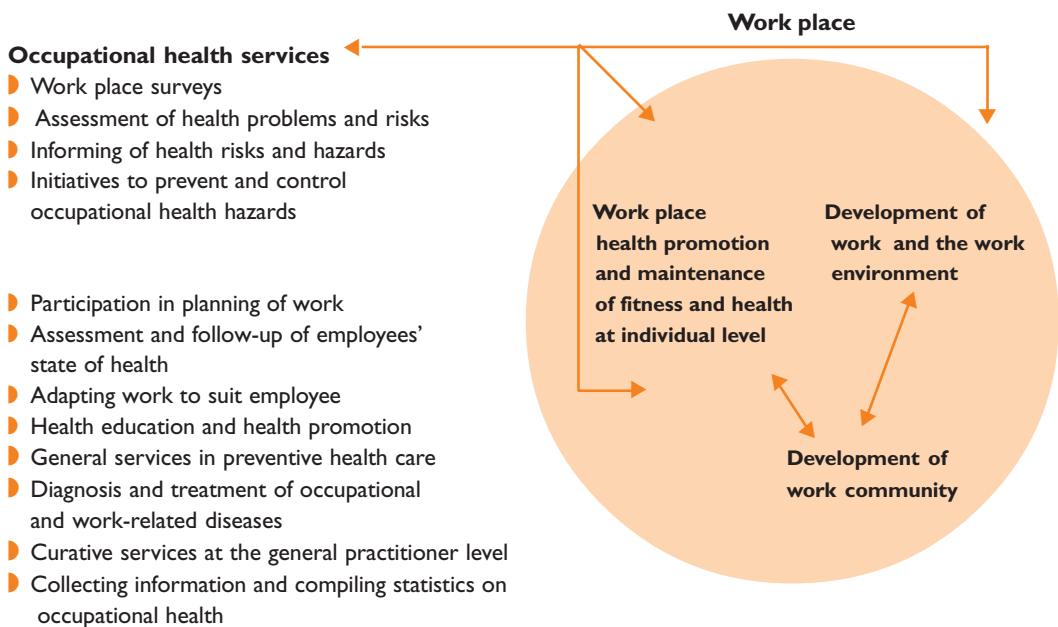 Work place
Occupational health services
Work place surveys
Assessment of health problems and risks
Informing of health risks and hazards
Initiatives to prevent and control
occupational health hazards
Participation in planning of work
Assessment and follow-up of employees’
state of health
Adapting work to suit employee
Health education and health promotion
General services in preventive health care
Diagnosis and treatment of occupational
and work-related diseases
Curative services at the general practitioner level
Collecting information and compiling statistics on
occupational health
Work place
health promotion
and maintenance
of fitness and health
at individual level
Development of
work and the work
environment
Development of
work community